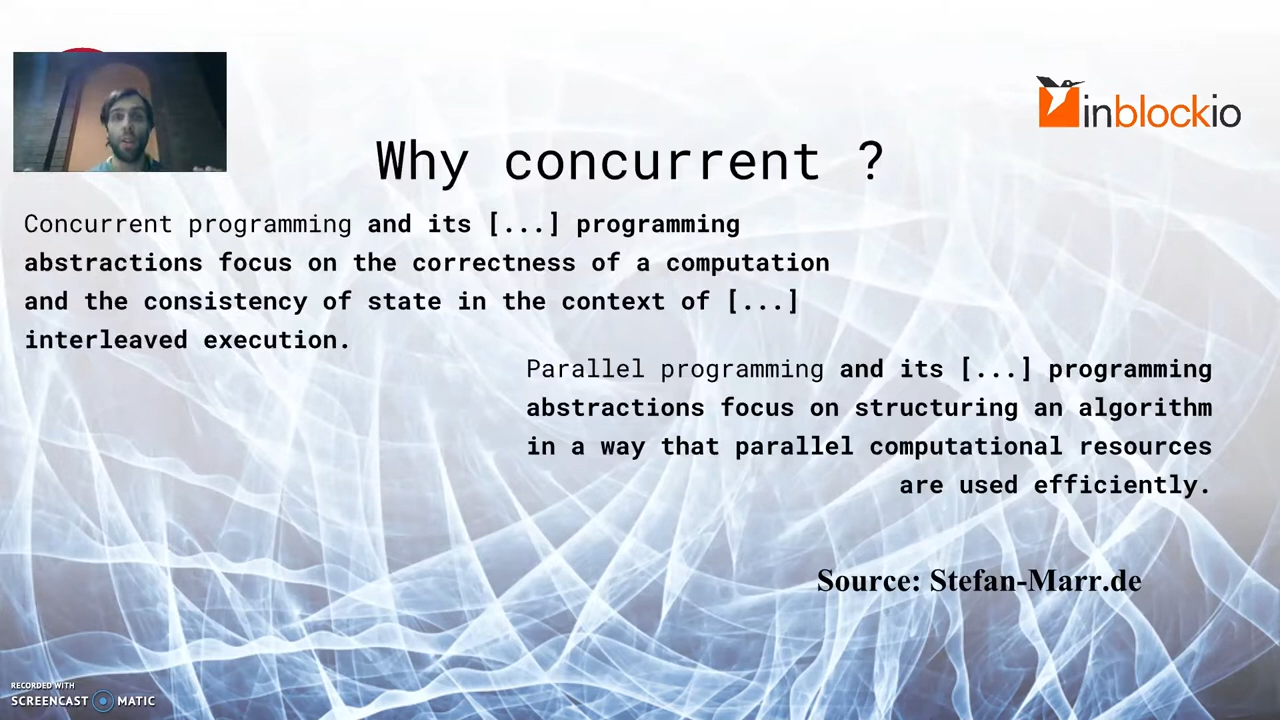 inblockio
Why concurrent ?
Concurrent programming and its [...] programming
abstractions focus on the correctness of a computation
and the consistency of state in the context of [...]
interleaved execution.
Parallel programming and its [...] programming
abstractions focus on structuring an algorithm
in a way that parallel computational resources
are used efficiently.
Source: Stefan-Marr.de
RECORDED WITH
SCREENCAST MATIC